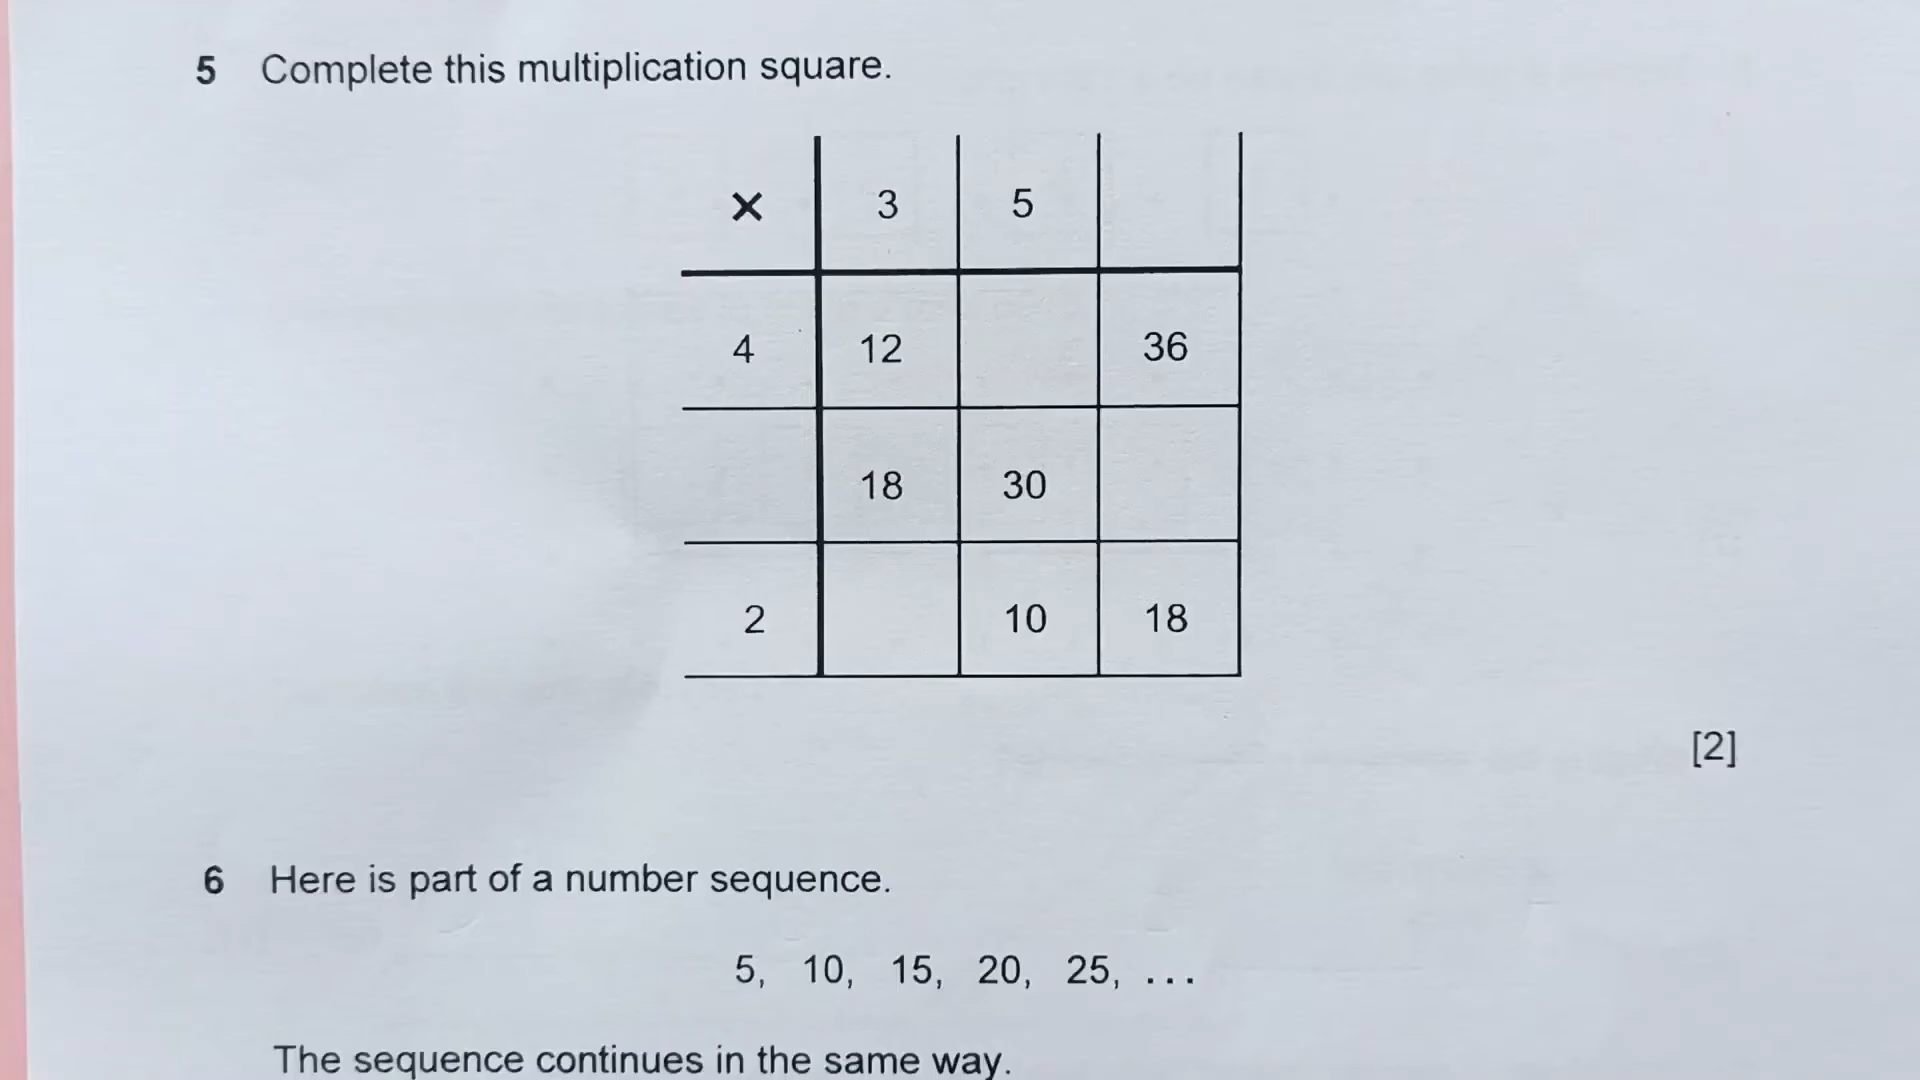 5 Complete this multiplication square.
× 3 5
4 12 36
18 30
2 10 18
[2]
6 Here is part of a number sequence.
5, 10, 15, 20, 25, ...
The sequence continues in the same way.